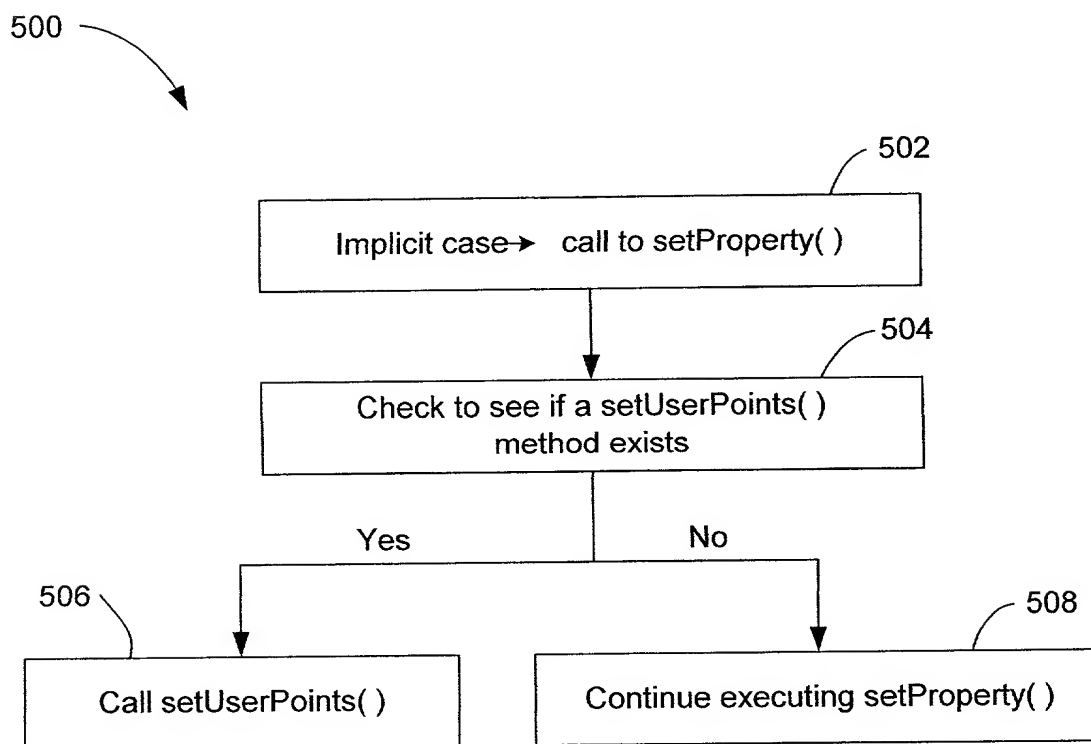 500
502
Implicit case→ call to setProperty( )
504
Check to see if a setUserPoints( )
method exists
Yes
No
506
508
Call setUserPoints( )
Continue executing setProperty( )